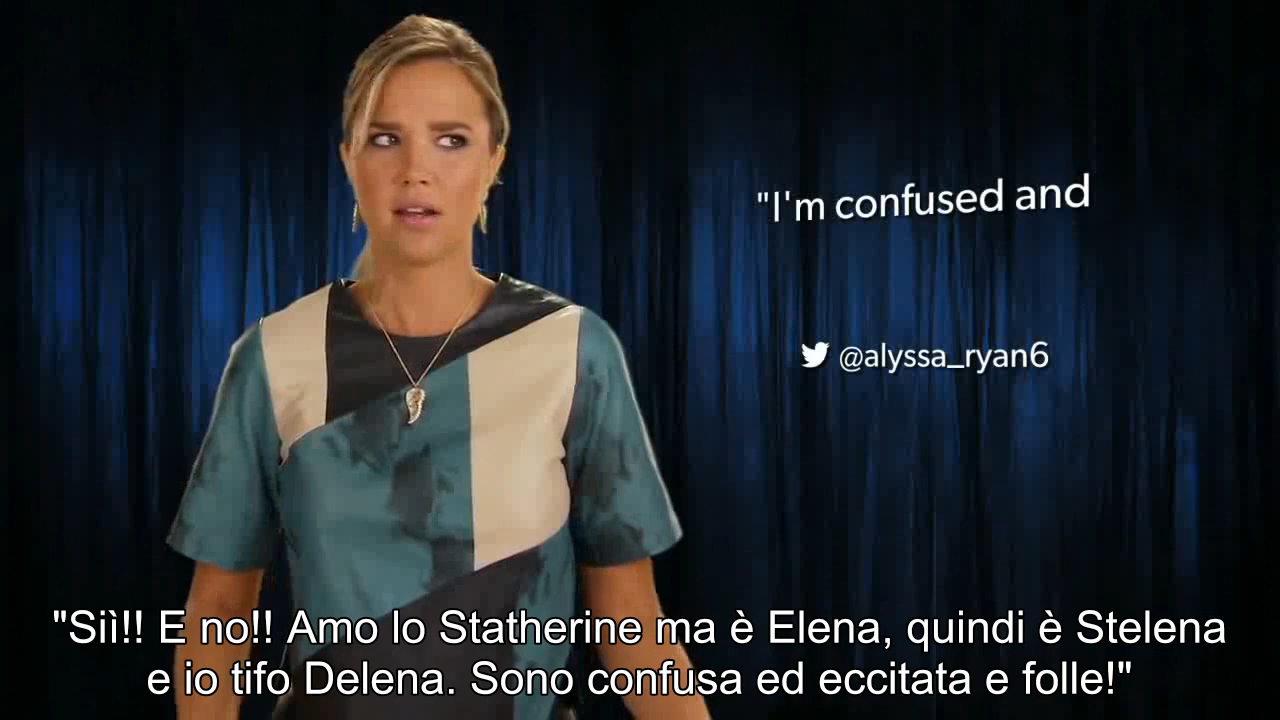 "I'm confused and
@alyssa_ryan6
"Siì!! E no!! Amo lo Statherine ma è Elena, quindi è Stelena
e io tifo Delena. Sono confusa ed eccitata e folle!"